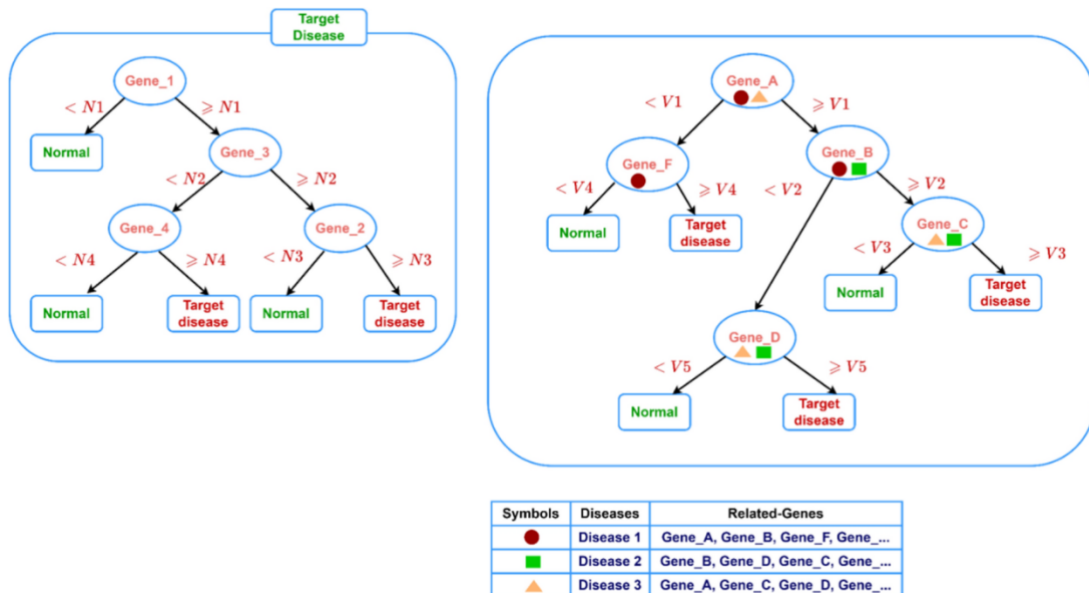 Target
Disease
Gene_1
< N1
⩾ N1
Normal
Gene_3
< N2
⩾ N2
Gene_4
Gene_2
< N4
⩾ N4
< N3
⩾ N3
Normal
Target
disease
Normal
Target
disease
Gene_A
< V1
⩾ V1
Gene_F
Gene_B
< V4
⩾ V4
< V2
⩾ V2
Normal
Target
disease
Gene_C
< V3
⩾ V3
Normal
Target
disease
Gene_D
< V5
⩾ V5
Normal
Target
disease
Symbols Diseases Related-Genes
Disease 1 Gene_A, Gene_B, Gene_F, Gene_...
Disease 2 Gene_B, Gene_D, Gene_C, Gene_...
Disease 3 Gene_A, Gene_C, Gene_D, Gene_...